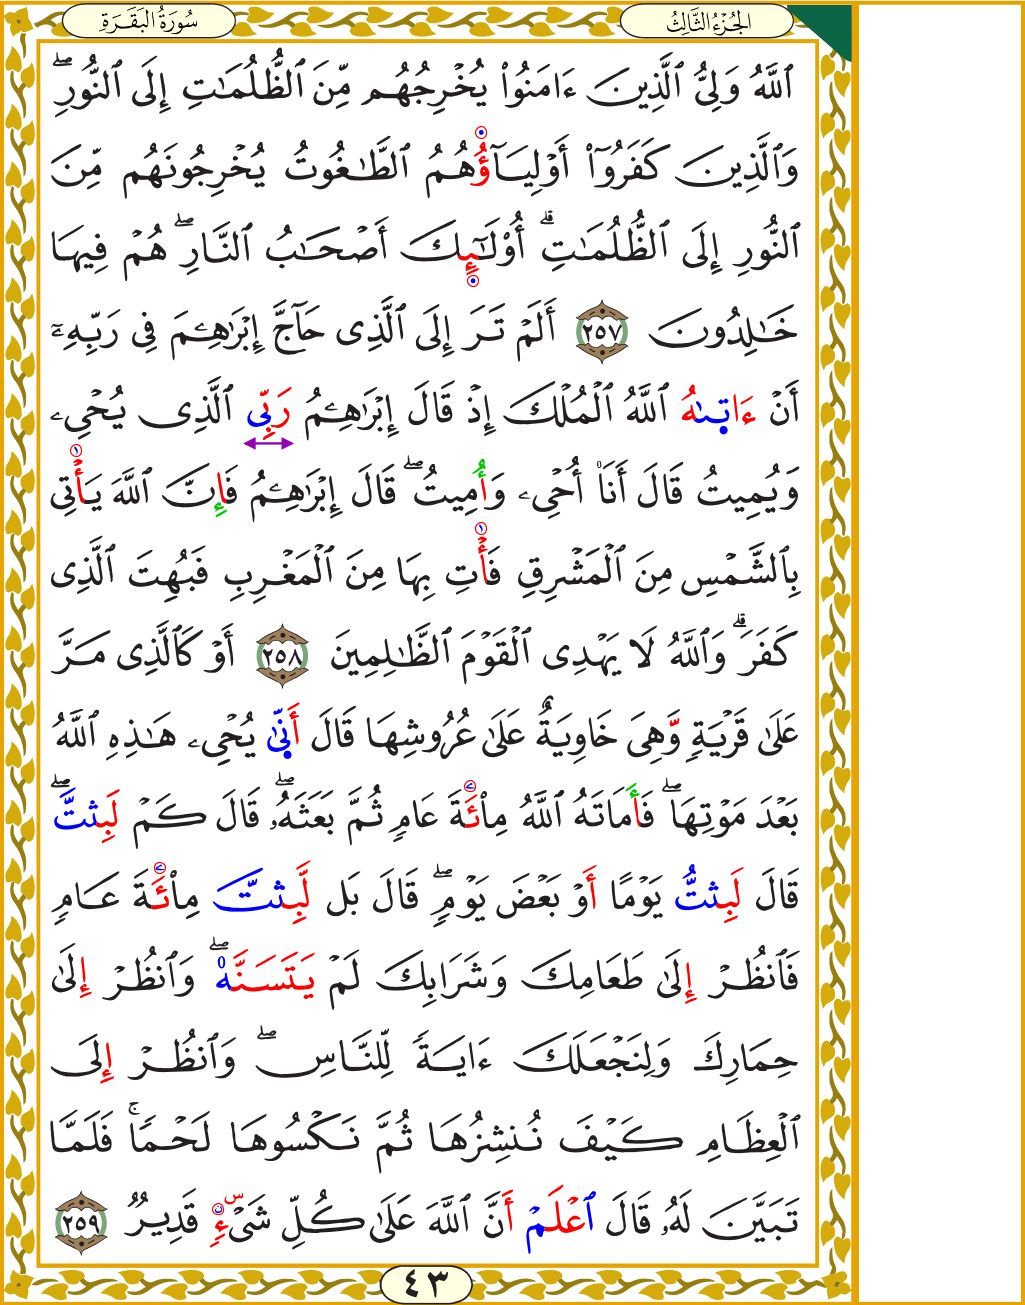 الجُزْءُ الثَّالِثُ
سُورَةُ البَقَرَةِ
ٱللَّهُ وَلِىُّ ٱلَّذِينَ ءَامَنُواْ يُخْرِجُهُم مِّنَ ٱلظُّلُمَٰتِ إِلَى ٱلنُّورِۖ
وَٱلَّذِينَ كَفَرُوٓاْ أَوْلِيَآؤُهُمُ ٱلطَّٰغُوتُ يُخْرِجُونَهُم مِّنَ
ٱلنُّورِ إِلَى ٱلظُّلُمَٰتِۗ أُوْلَٰٓئِكَ أَصْحَٰبُ ٱلنَّارِۖ هُمْ فِيهَا
خَٰلِدُونَ ٢٥٧ أَلَمْ تَرَ إِلَى ٱلَّذِى حَآجَّ إِبْرَٰهِۦمَ فِى رَبِّهِۦٓ
أَنْ ءَاتَىٰهُ ٱللَّهُ ٱلْمُلْكَ إِذْ قَالَ إِبْرَٰهِۦمُ رَبِّى ٱلَّذِى يُحْىِۦ
وَيُمِيتُ قَالَ أَنَا۠ أُحْىِۦ وَأُمِيتُۖ قَالَ إِبْرَٰهِۦمُ فَإِنَّ ٱللَّهَ يَأْتِى
بِٱلشَّمْسِ مِنَ ٱلْمَشْرِقِ فَأْتِ بِهَا مِنَ ٱلْمَغْرِبِ فَبُهِتَ ٱلَّذِى
كَفَرَۗ وَٱللَّهُ لَا يَهْدِى ٱلْقَوْمَ ٱلظَّٰلِمِينَ ٢٥٨ أَوْ كَٱلَّذِى مَرَّ
عَلَىٰ قَرْيَةٍ وَّهِىَ خَاوِيَةٌ عَلَىٰ عُرُوشِهَا قَالَ أَنَّىٰ يُحْىِۦ هَٰذِهِ ٱللَّهُ
بَعْدَ مَوْتِهَاۖ فَأَمَاتَهُ ٱللَّهُ مِاْئَةَ عَامٍ ثُمَّ بَعَثَهُۥۖ قَالَ كَمْ لَبِثتَّۖ
قَالَ لَبِثتُّ يَوْمًا أَوْ بَعْضَ يَوْمٍۖ قَالَ بَل لَّبِثتَّ مِاْئَةَ عَامٍ
فَٱنظُرْ إِلَىٰ طَعَامِكَ وَشَرَابِكَ لَمْ يَتَسَنَّهْۖ وَٱنظُرْ إِلَىٰ
حِمَارِكَ وَلِنَجْعَلَكَ ءَايَةً لِّلنَّاسِۖ وَٱنظُرْ إِلَى
ٱلْعِظَامِ كَيْفَ نُنشِزُهَا ثُمَّ نَكْسُوهَا لَحْمًاۚ فَلَمَّا
تَبَيَّنَ لَهُۥ قَالَ ٱعْلَمْ أَنَّ ٱللَّهَ عَلَىٰ كُلِّ شَىْءٍ قَدِيرٌ ٢٥٩
٤٣